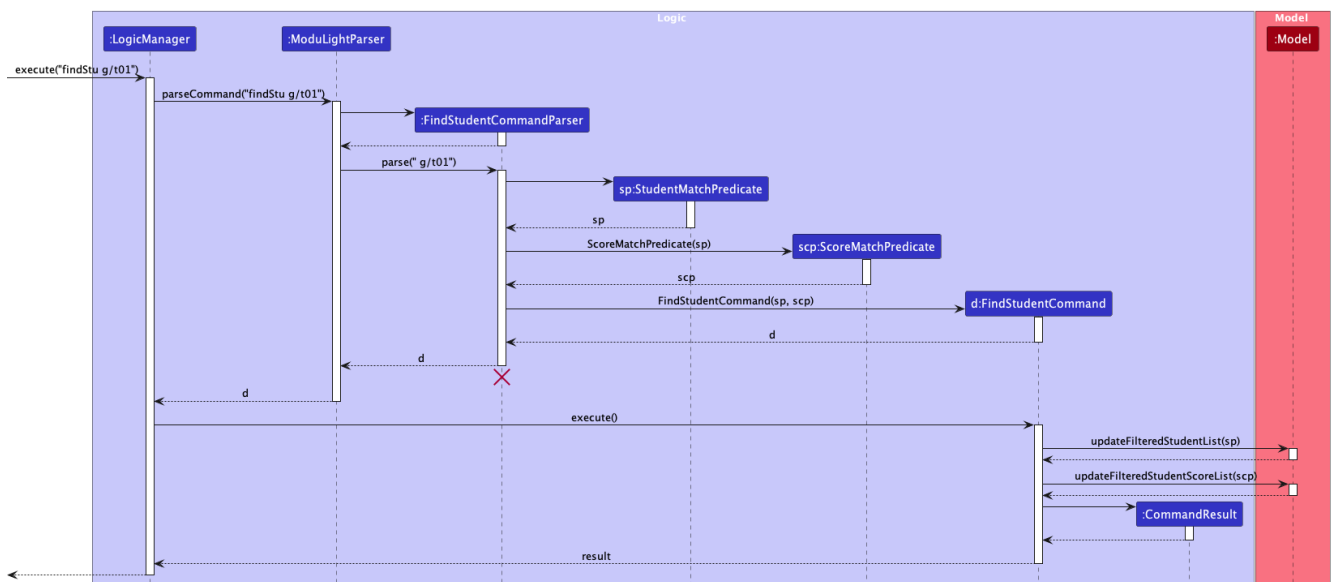 Logic
Model
:LogicManager
:ModuLightParser
:Model
execute("findStu g/t01")
parseCommand("findStu g/t01")
:FindStudentCommandParser
parse(" g/t01")
sp:StudentMatchPredicate
sp
ScoreMatchPredicate(sp)
scp:ScoreMatchPredicate
scp
FindStudentCommand(sp, scp)
d:FindStudentCommand
d
d
d
execute()
updateFilteredStudentList(sp)
updateFilteredStudentScoreList(scp)
:CommandResult
result